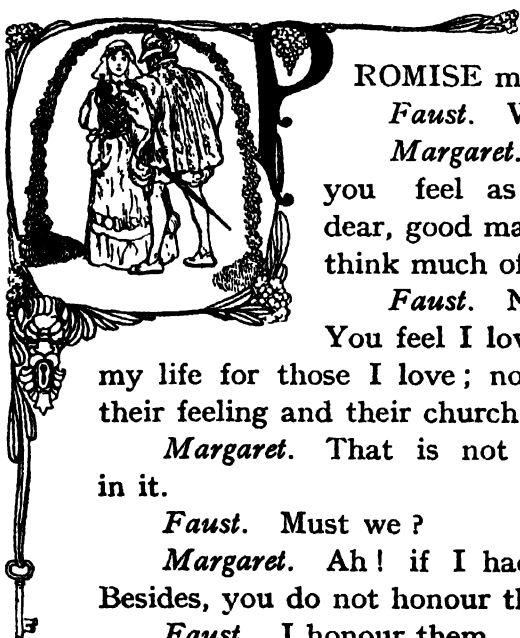 PROMISE m
Faust. W
Margaret.
you feel as
dear, good ma
think much of
Faust. N
You feel I lov
my life for those I love; no
their feeling and their church
Margaret. That is not
in it.
Faust. Must we?
Margaret. Ah! if I had
Besides, you do not honour th
Faust. I honour them